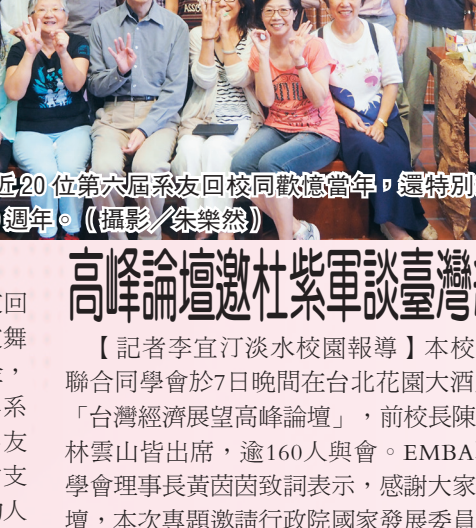 近20位第六屆系友回校同歡憶當年，還特別
週年。（攝影／朱樂然）
回
舞
，
系
友
支
人
高峰論壇邀杜紫軍談臺灣
【記者李宜汀淡水校園報導】本校
聯合同學會於7日晚間在台北花園大酒
「台灣經濟展望高峰論壇」，前校長陳
林雲山皆出席，逾160人與會。EMBA
學會理事長黃茵茵致詞表示，感謝大家
壇，本次專題邀請行政院國家發展委員